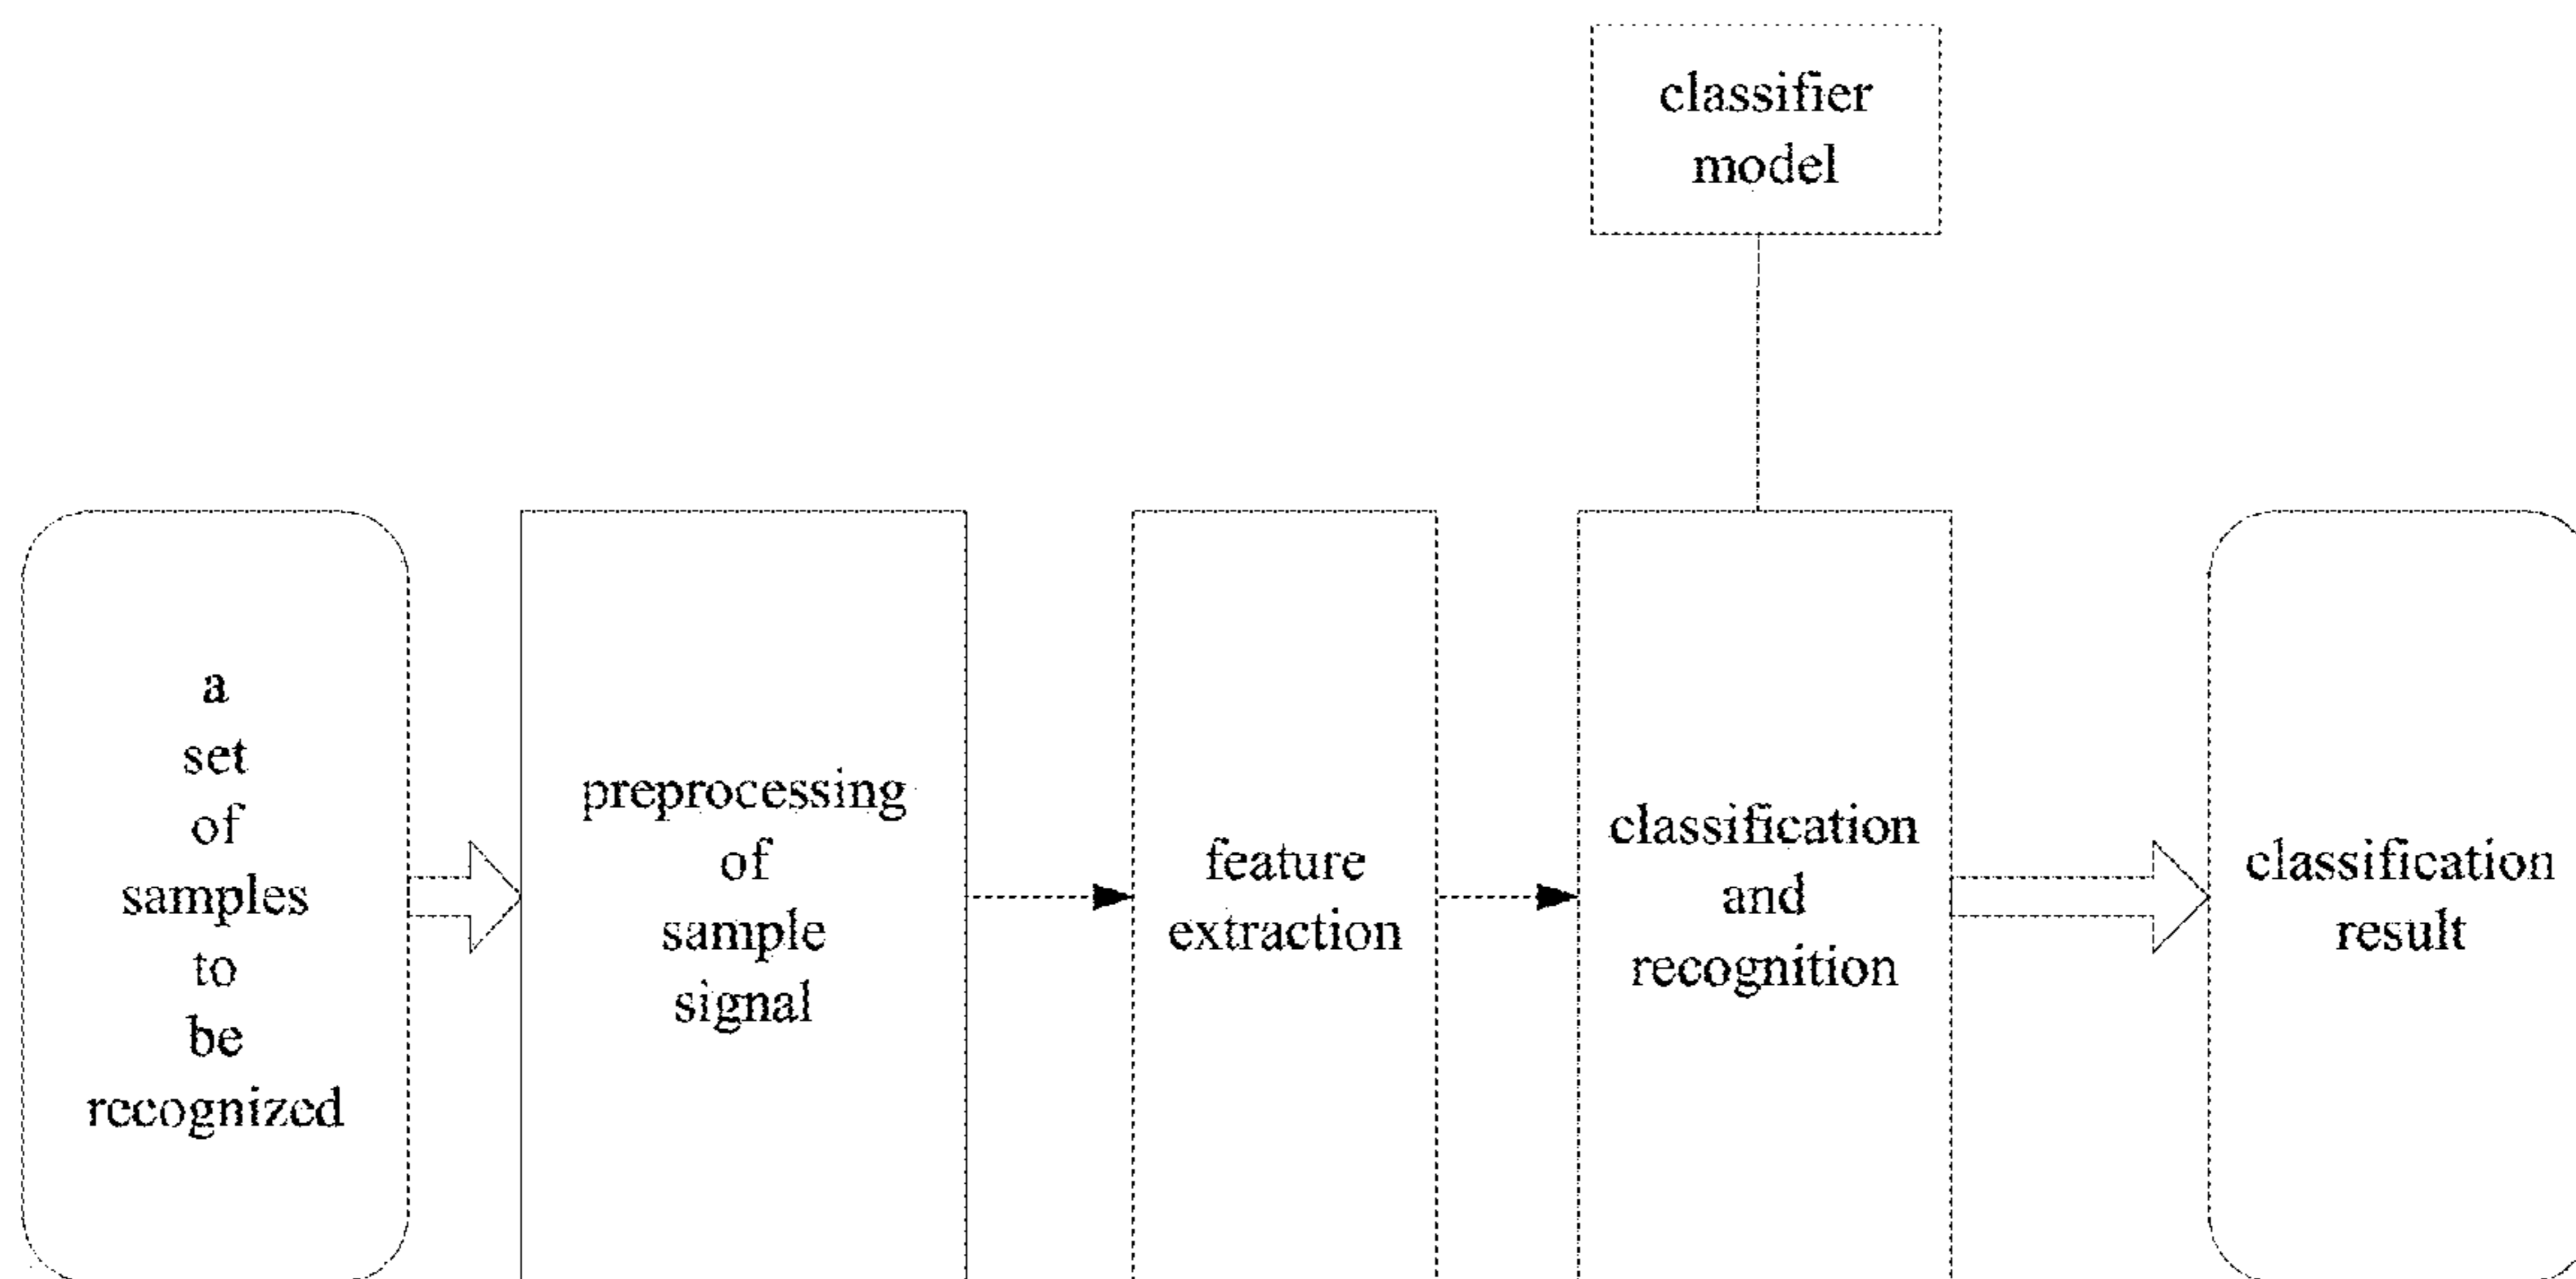 classifier
model
a
set
of
samples
to
be
recognized
preprocessing
of
sample
signal
feature
extraction
classification
and
recognition
classification
result